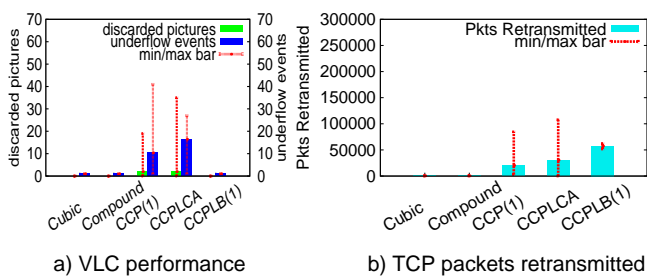 discarded pictures
underflow events
min/max bar
70
60
50
40
30
20
10
0
discarded pictures
70
60
50
40
30
20
10
0
underflow events
Cubic
Compound
CCP(1)
CCPLCA
CCPLB(1)
a) VLC performance
Pkts Retransmitted
min/max bar
300000
250000
200000
150000
100000
50000
0
Pkts Retransmitted
Cubic
Compound
CCP(1)
CCPLCA
CCPLB(1)
b) TCP packets retransmitted